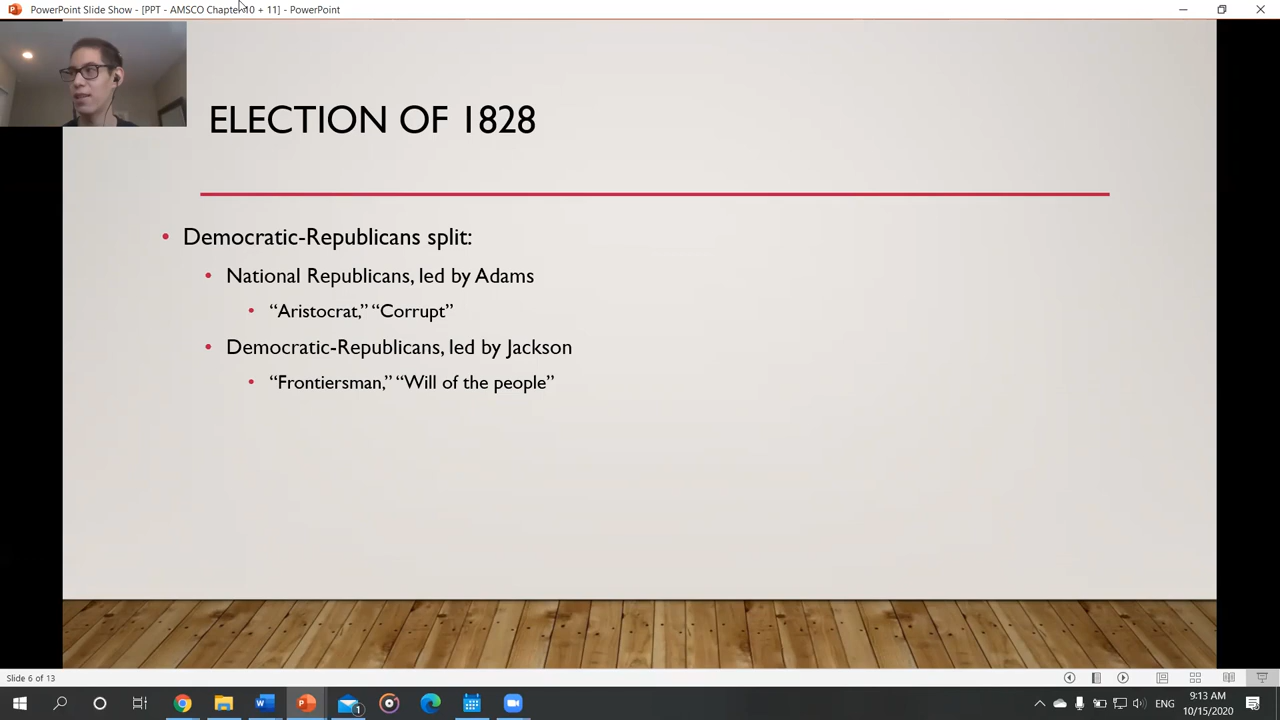 PowerPoint Slide Show - [PPT - AMSCO Chapter 10 + 11] - PowerPoint
ELECTION OF 1828
• Democratic-Republicans split:
• National Republicans, led by Adams
• “Aristocrat,” “Corrupt”
• Democratic-Republicans, led by Jackson
• “Frontiersman,” “Will of the people”
Slide 6 of 13
1
ENG
9:13 AM
10/15/2020